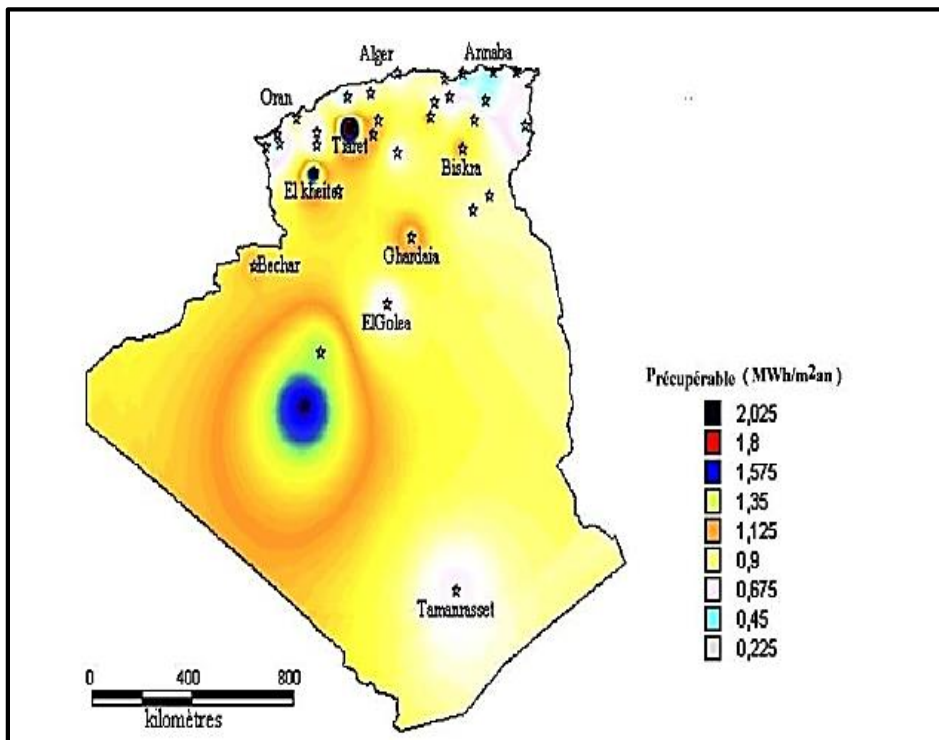 Alger
Annaba
Oran
Tiaret
Biskra
El kheiter
Ghardaia
Bechar
ElGolea
Précupérable (MWh/m²an)
2,025
1,8
1,575
1,35
1,125
0,9
0,675
0,45
0,225
Tamanrasset
0 400 800
kilomètres